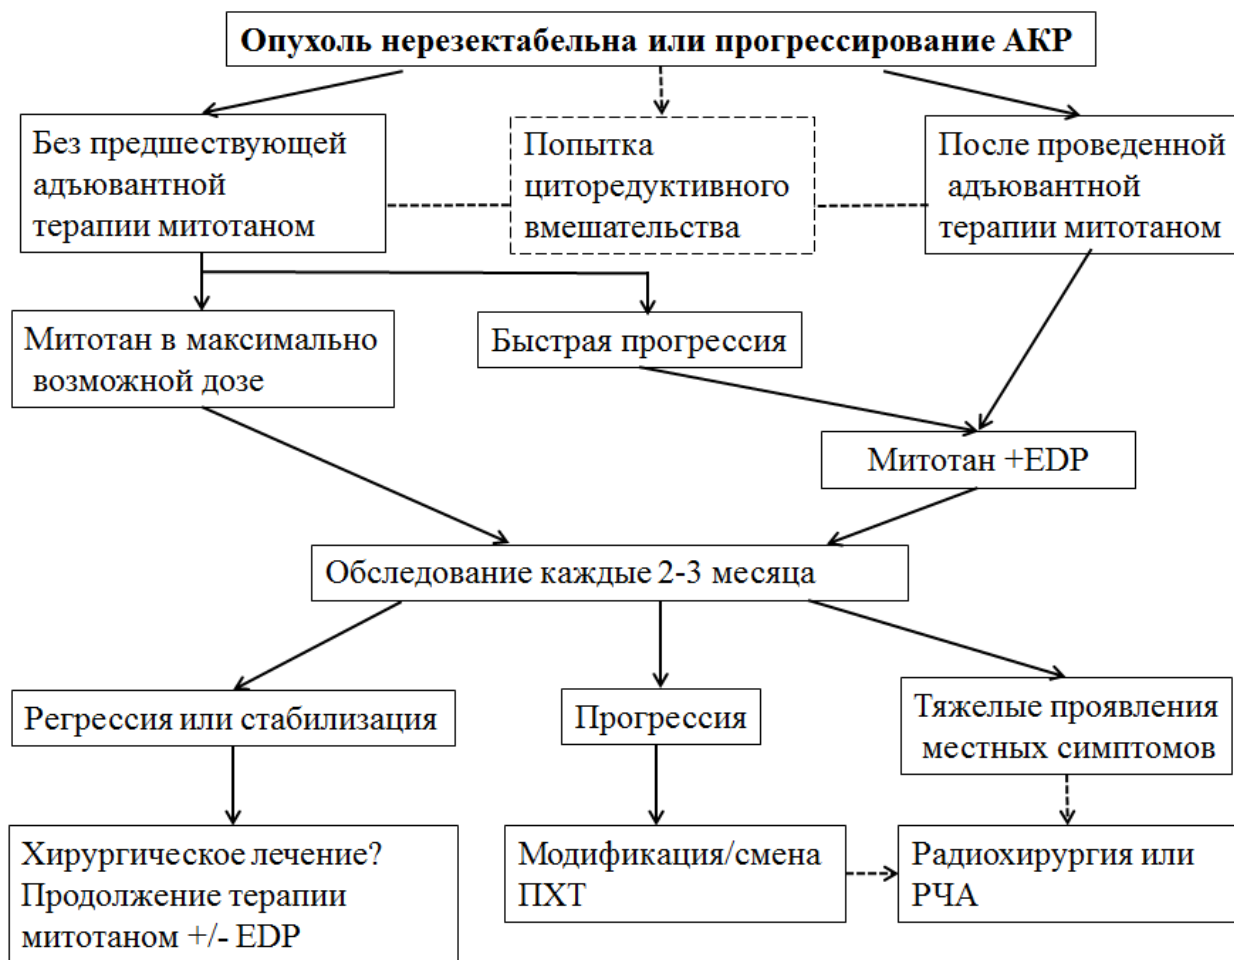 Опухоль нерезектабельна или прогрессирование АКР
Без предшествующей
адъювантной
терапии митотаном
Попытка
циторедуктивного
вмешательства
После проведенной
адъювантной
терапии митотаном
Митотан в максимально
возможной дозе
Быстрая прогрессия
Митотан +EDP
Обследование каждые 2-3 месяца
Регрессия или стабилизация
Прогрессия
Тяжелые проявления
местных симптомов
Хирургическое лечение?
Продолжение терапии
митотаном +/- EDP
Модификация/смена
ПХТ
Радиохирургия или
РЧА